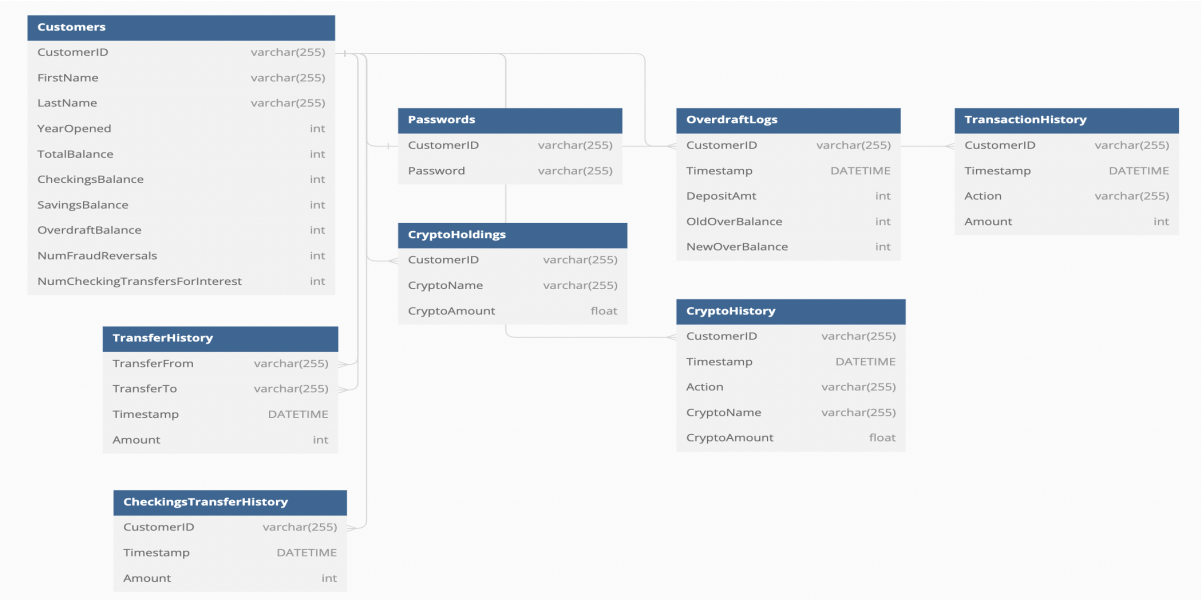 Customers
CustomerID varchar(255)
FirstName varchar(255)
LastName varchar(255)
YearOpened int
TotalBalance int
CheckingsBalance int
SavingsBalance int
OverdraftBalance int
NumFraudReversals int
NumCheckingTransfersForInterest int
TransferHistory
TransferFrom varchar(255)
TransferTo varchar(255)
Timestamp DATETIME
Amount int
CheckingsTransferHistory
CustomerID varchar(255)
Timestamp DATETIME
Amount int
Passwords
CustomerID varchar(255)
Password varchar(255)
CryptoHoldings
CustomerID varchar(255)
CryptoName varchar(255)
CryptoAmount float
OverdraftLogs
CustomerID varchar(255)
Timestamp DATETIME
DepositAmt int
OldOverBalance int
NewOverBalance int
CryptoHistory
CustomerID varchar(255)
Timestamp DATETIME
Action varchar(255)
CryptoName varchar(255)
CryptoAmount float
TransactionHistory
CustomerID varchar(255)
Timestamp DATETIME
Action varchar(255)
Amount int